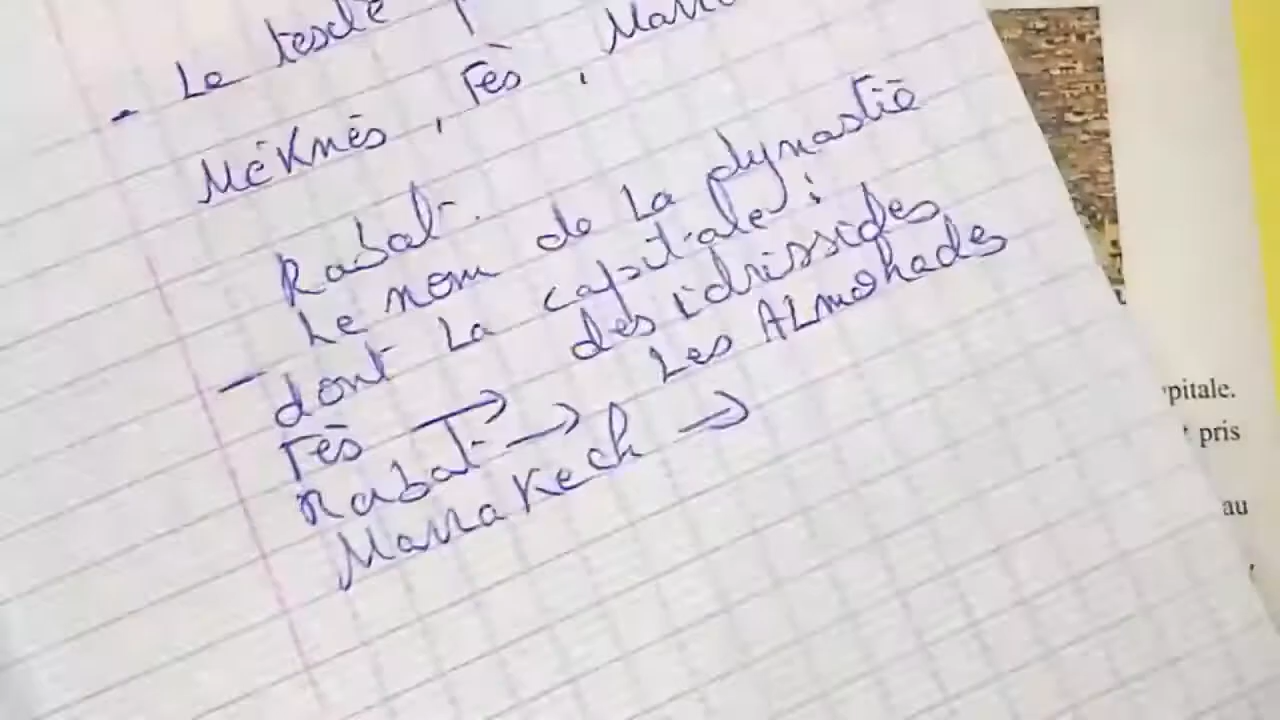 - Le texte
Méknès, Fès, Marra
Rabat.
- Le nom de la dynastie
dont la capitale :
Fès → des idrissides
Rabat → Les ALmohades
Marrakech →
pitale.
pris
au